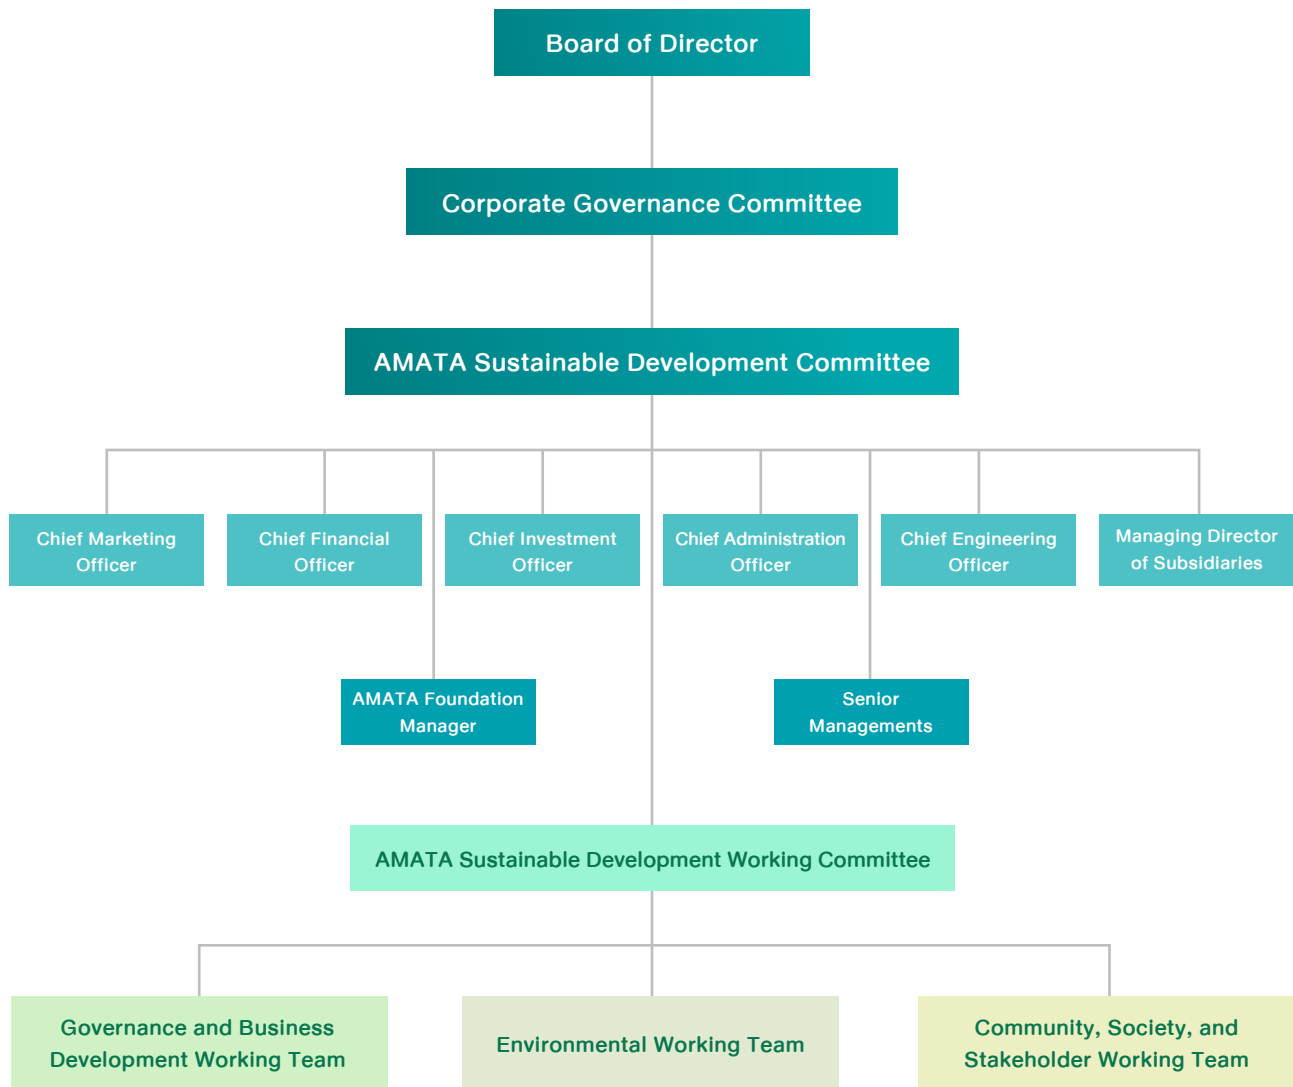 Board of Director
Corporate Governance Committee
AMATA Sustainable Development Committee
Chief Marketing
Officer
Chief Financial
Officer
Chief Investment
Officer
Chief Administration
Officer
Chief Engineering
Officer
Managing Director
of Subsidiaries
AMATA Foundation
Manager
Senior
Managements
AMATA Sustainable Development Working Committee
Governance and Business
Development Working Team
Environmental Working Team
Community, Society, and
Stakeholder Working Team